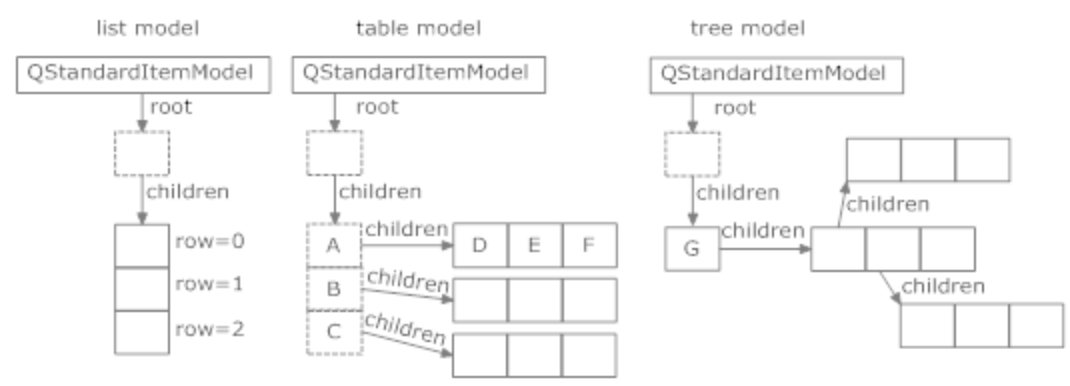 list model
QStandardItemModel
root
children
row=0
row=1
row=2
table model
QStandardItemModel
root
children
A
children
D E F
B
children
C
children
tree model
QStandardItemModel
root
children
G
children
children
children